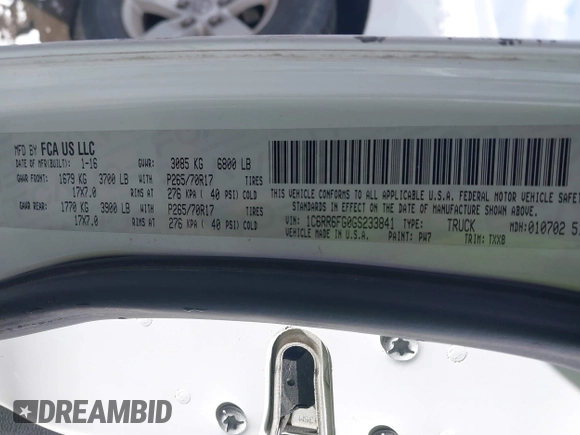 MFD BY FCA US LLC
DATE OF MFR(BUILT): 1-16 GVWR: 3085 KG 6800 LB
GAWR FRONT: 1679 KG 3700 LB WITH P265/70R17 TIRES
17X7.0 RIMS AT 276 KPA ( 40 PSI) COLD
GAWR REAR: 1770 KG 3900 LB WITH P265/70R17 TIRES
17X7.0 RIMS AT 276 KPA ( 40 PSI) COLD
THIS VEHICLE CONFORMS TO ALL APPLICABLE U.S.A. FEDERAL MOTOR VEHICLE SAFETY
STANDARDS IN EFFECT ON THE DATE OF MANUFACTURE SHOWN ABOVE.
VIN: 1C6RR6FG0GS233841 TYPE: TRUCK MDH: 010702
PAINT: PW7 TRIM: TXX8
DREAMBID